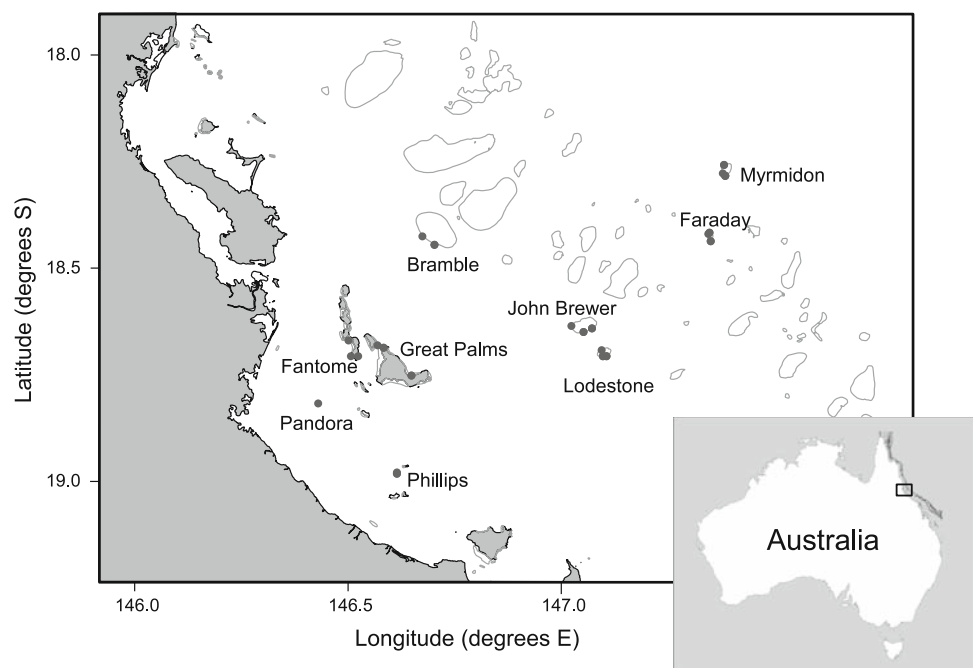 18.0
Myrmidon
Faraday
Bramble
18.5
Latitude (degrees S)
John Brewer
Great Palms
Fantome
Lodestone
Pandora
19.0
Phillips
Australia
146.0
146.5
147.0
Longitude (degrees E)